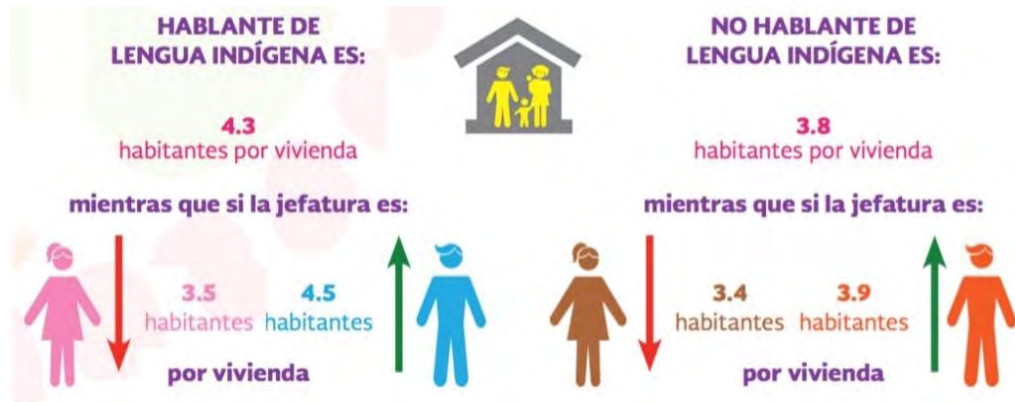 HABLANTE DE
LENGUA INDÍGENA ES:
4.3
habitantes por vivienda
mientras que si la jefatura es:
3.5
habitantes
4.5
habitantes
por vivienda
NO HABLANTE DE
LENGUA INDÍGENA ES:
3.8
habitantes por vivienda
mientras que si la jefatura es:
3.4
habitantes
3.9
habitantes
por vivienda